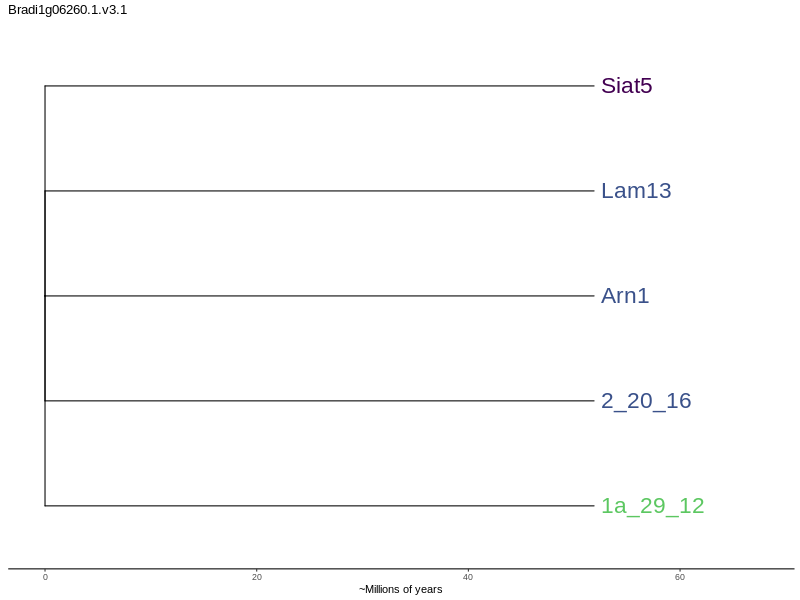 Bradi1g06260.1.v3.1
Siat5
Lam13
Arn1
2_20_16
1a_29_12
0 20 40 60
~Millions of years